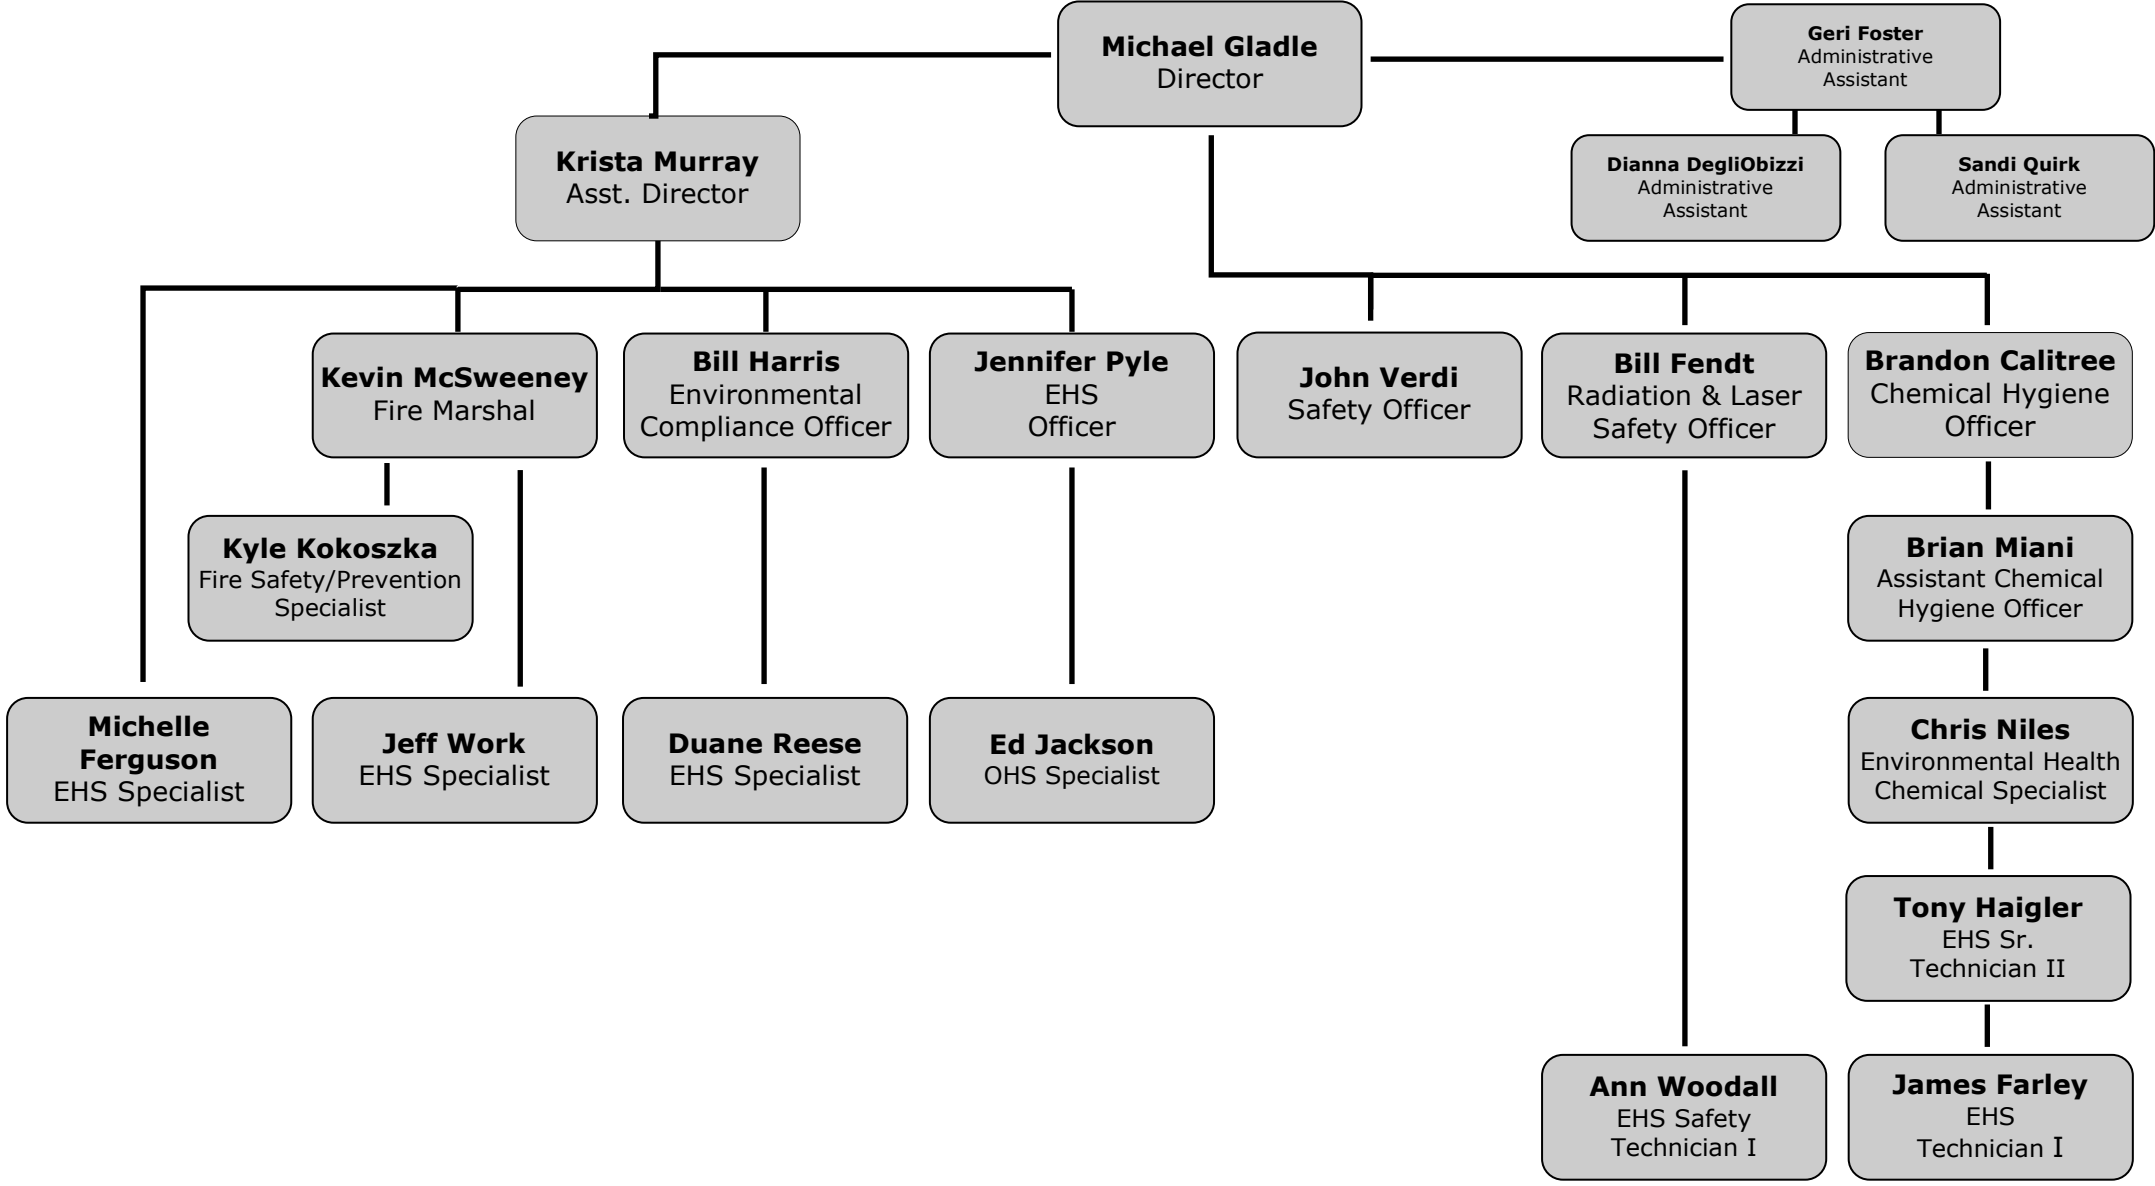 Michael Gladle
Director
Geri Foster
Administrative
Assistant
Krista Murray
Asst. Director
Dianna DegliObizzi
Administrative
Assistant
Sandi Quirk
Administrative
Assistant
Kevin McSweeney
Fire Marshal
Bill Harris
Environmental
Compliance Officer
Jennifer Pyle
EHS
Officer
John Verdi
Safety Officer
Bill Fendt
Radiation & Laser
Safety Officer
Brandon Calitree
Chemical Hygiene
Officer
Kyle Kokoszka
Fire Safety/Prevention
Specialist
Brian Miani
Assistant Chemical
Hygiene Officer
Michelle
Ferguson
EHS Specialist
Jeff Work
EHS Specialist
Duane Reese
EHS Specialist
Ed Jackson
OHS Specialist
Chris Niles
Environmental Health
Chemical Specialist
Tony Haigler
EHS Sr.
Technician II
Ann Woodall
EHS Safety
Technician I
James Farley
EHS
Technician I